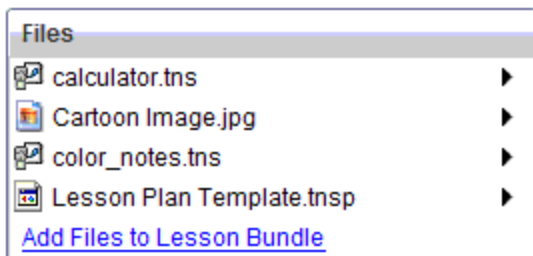 Files
calculator.tns
Cartoon Image.jpg
color_notes.tns
Lesson Plan Template.tnsp
Add Files to Lesson Bundle